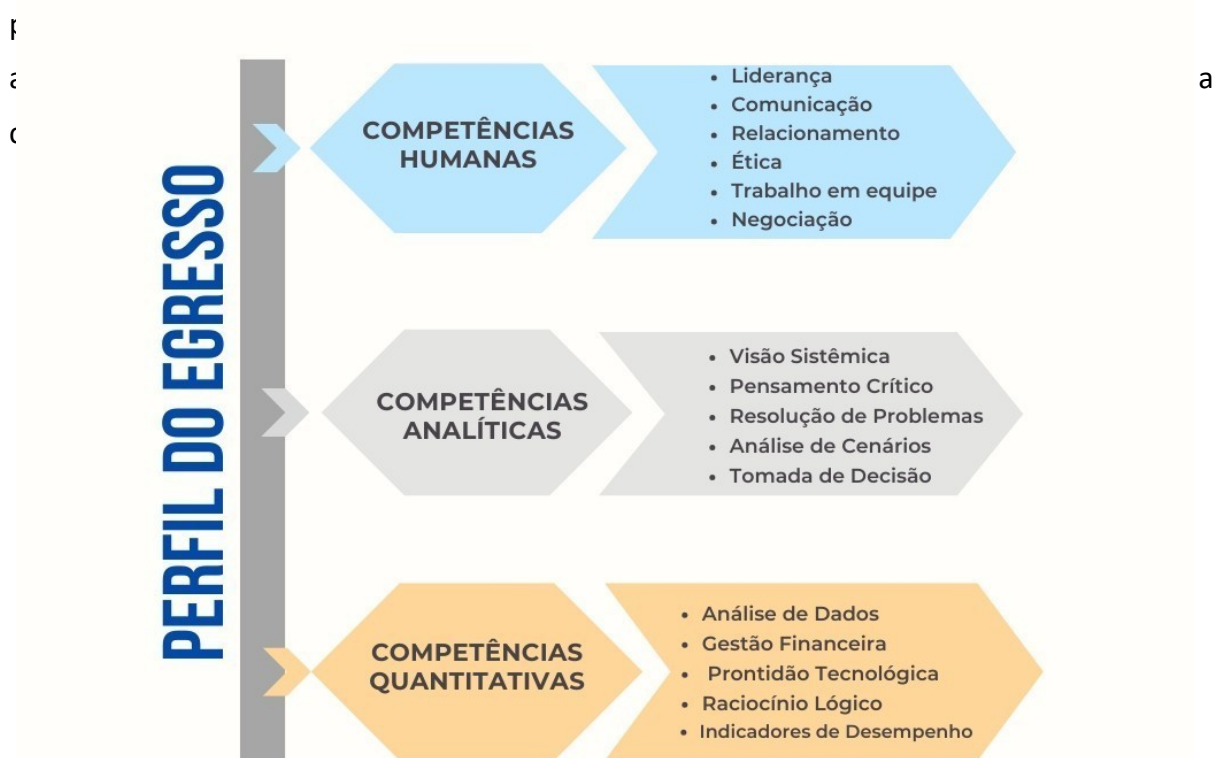 a
PERFIL DO EGRESSO
COMPETÊNCIAS
HUMANAS
• Liderança
• Comunicação
• Relacionamento
• Ética
• Trabalho em equipe
• Negociação
COMPETÊNCIAS
ANALÍTICAS
• Visão Sistêmica
• Pensamento Crítico
• Resolução de Problemas
• Análise de Cenários
• Tomada de Decisão
COMPETÊNCIAS
QUANTITATIVAS
• Análise de Dados
• Gestão Financeira
• Prontidão Tecnológica
• Raciocínio Lógico
• Indicadores de Desempenho